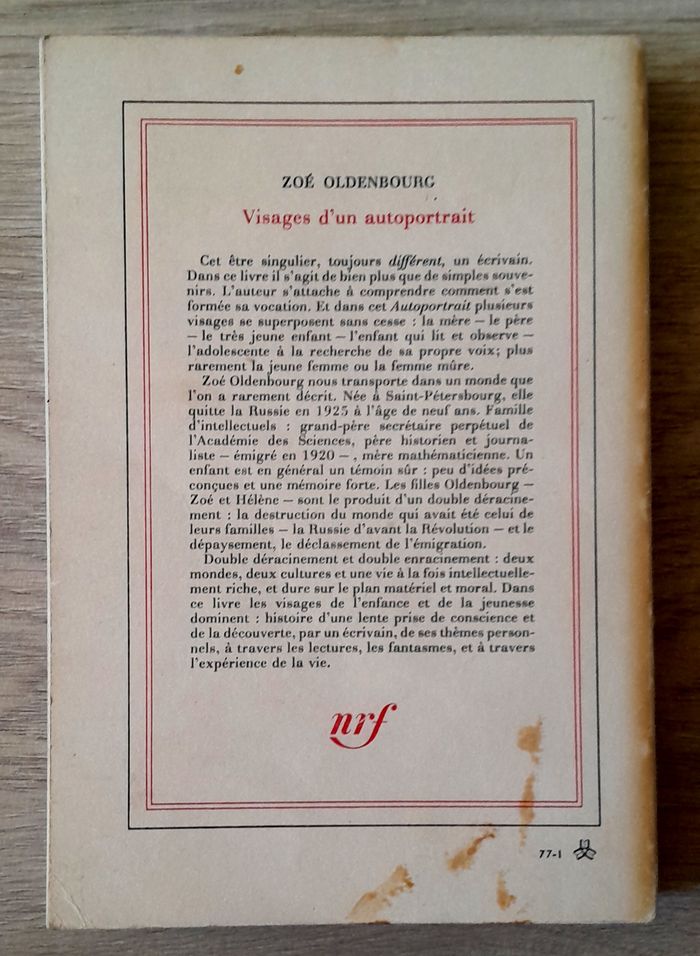 ZOÉ OLDENBOURG
Visages d'un autoportrait
Cet être singulier, toujours différent, un écrivain.
Dans ce livre il s'agit de bien plus que de simples souve-
nirs. L'auteur s'attache à comprendre comment s'est
formée sa vocation. Et dans cet Autoportrait plusieurs
visages se superposent sans cesse : la mère – le père
– le très jeune enfant – l'enfant qui lit et observe –
l'adolescente à la recherche de sa propre voix; plus
rarement la jeune femme ou la femme mûre.
Zoé Oldenbourg nous transporte dans un monde que
l'on a rarement décrit. Née à Saint-Pétersbourg, elle
quitte la Russie en 1925 à l'âge de neuf ans. Famille
d'intellectuels : grand-père secrétaire perpétuel de
l'Académie des Sciences, père historien et journa-
liste – émigré en 1920 – , mère mathématicienne. Un
enfant est en général un témoin sûr : peu d'idées pré-
conçues et une mémoire forte. Les filles Oldenbourg –
Zoé et Hélène – sont le produit d'un double déracine-
ment : la destruction du monde qui avait été celui de
leurs familles – la Russie d'avant la Révolution – et le
dépaysement, le déclassement de l'émigration.
Double déracinement et double enracinement : deux
mondes, deux cultures et une vie à la fois intellectuelle-
ment riche, et dure sur le plan matériel et moral. Dans
ce livre les visages de l'enfance et de la jeunesse
dominent : histoire d'une lente prise de conscience et
de la découverte, par un écrivain, de ses thèmes person-
nels, à travers les lectures, les fantasmes, et à travers
l'expérience de la vie.
nrf
77-1